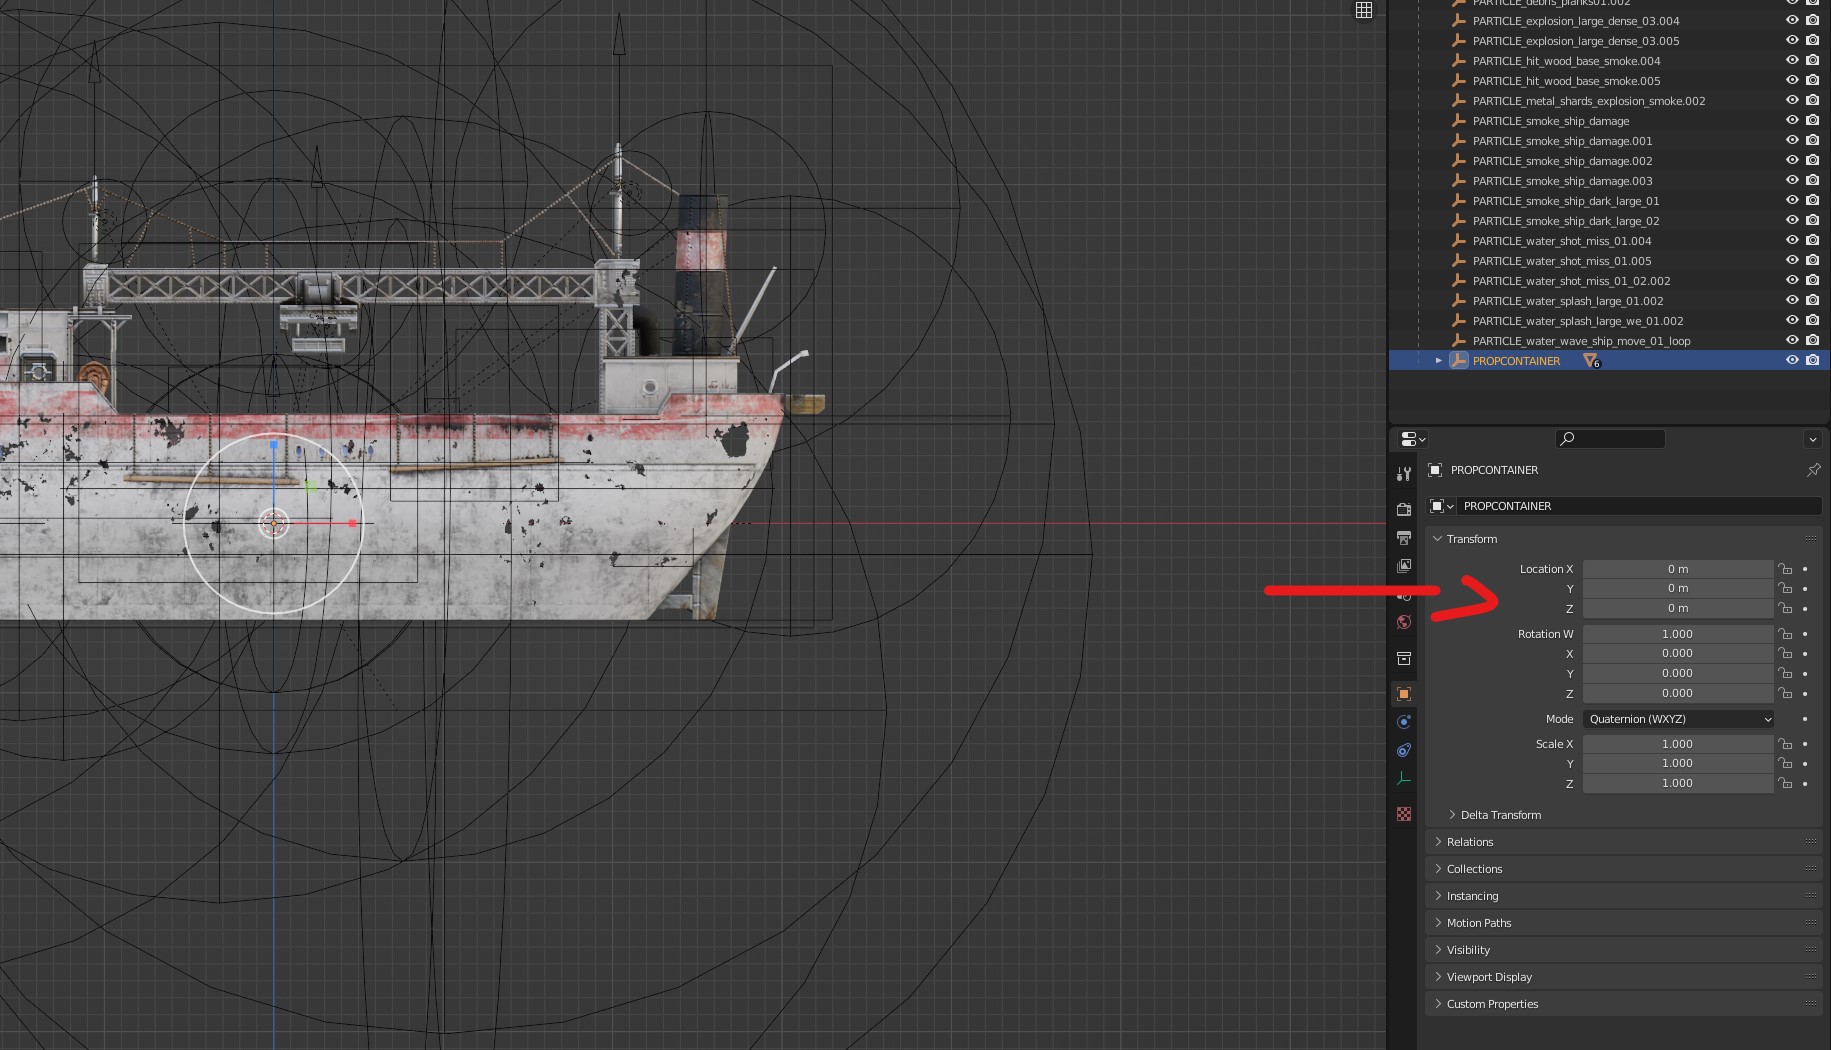 PARTICLE_debris_planks01.002
PARTICLE_explosion_large_dense_03.004
PARTICLE_explosion_large_dense_03.005
PARTICLE_hit_wood_base_smoke.004
PARTICLE_hit_wood_base_smoke.005
PARTICLE_metal_shards_explosion_smoke.002
PARTICLE_smoke_ship_damage
PARTICLE_smoke_ship_damage.001
PARTICLE_smoke_ship_damage.002
PARTICLE_smoke_ship_damage.003
PARTICLE_smoke_ship_dark_large_01
PARTICLE_smoke_ship_dark_large_02
PARTICLE_water_shot_miss_01.004
PARTICLE_water_shot_miss_01.005
PARTICLE_water_shot_miss_01_02.002
PARTICLE_water_splash_large_01.002
PARTICLE_water_splash_large_we_01.002
PARTICLE_water_wave_ship_move_01_loop
PROPCONTAINER 6
PROPCONTAINER
PROPCONTAINER
Transform
Location X 0 m
Y 0 m
Z 0 m
Rotation W 1.000
X 0.000
Y 0.000
Z 0.000
Mode Quaternion (WXYZ)
Scale X 1.000
Y 1.000
Z 1.000
Delta Transform
Relations
Collections
Instancing
Motion Paths
Visibility
Viewport Display
Custom Properties